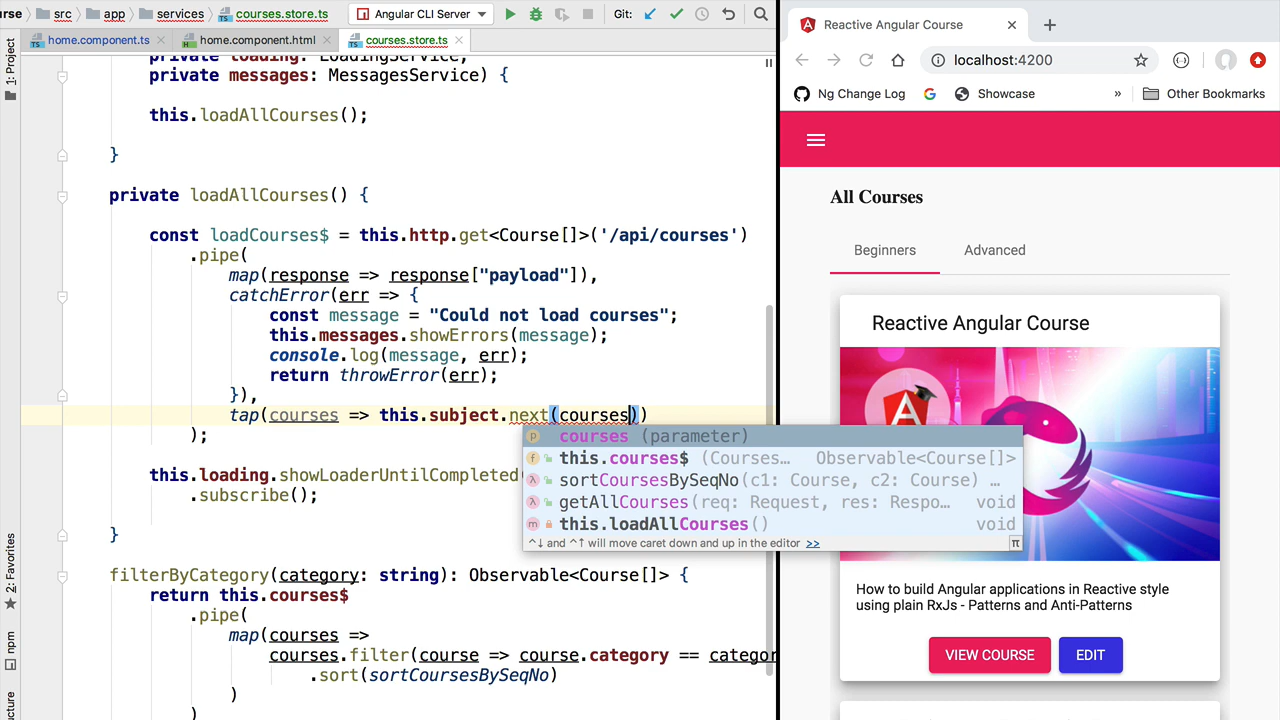 urse
src
app
services
courses.store.ts
Angular CLI Server
Git:
home.component.ts
home.component.html
courses.store.ts
1: Project
2: Favorites
npm
ucture
private loading: LoadingService,
private messages: MessagesService) {
this.loadAllCourses();
}
private loadAllCourses() {
const loadCourses$ = this.http.get<Course[]>('/api/courses')
.pipe(
map(response => response["payload"]),
catchError(err => {
const message = "Could not load courses";
this.messages.showErrors(message);
console.log(message, err);
return throwError(err);
}),
tap(courses => this.subject.next(courses))
);
this.loading.showLoaderUntilCompleted
.subscribe();
}
filterByCategory(category: string): Observable<Course[]> {
return this.courses$
.pipe(
map(courses =>
courses.filter(course => course.category == categor
.sort(sortCoursesBySeqNo)
)
)
courses (parameter)
this.courses$ (Courses… Observable<Course[]>
sortCoursesBySeqNo(c1: Course, c2: Course) …
getAllCourses(req: Request, res: Respo… void
this.loadAllCourses() void
^↓ and ^↑ will move caret down and up in the editor >>
π
Reactive Angular Course
localhost:4200
Ng Change Log
Showcase
»
Other Bookmarks
All Courses
Beginners
Advanced
Reactive Angular Course
How to build Angular applications in Reactive style
using plain RxJs - Patterns and Anti-Patterns
VIEW COURSE
EDIT